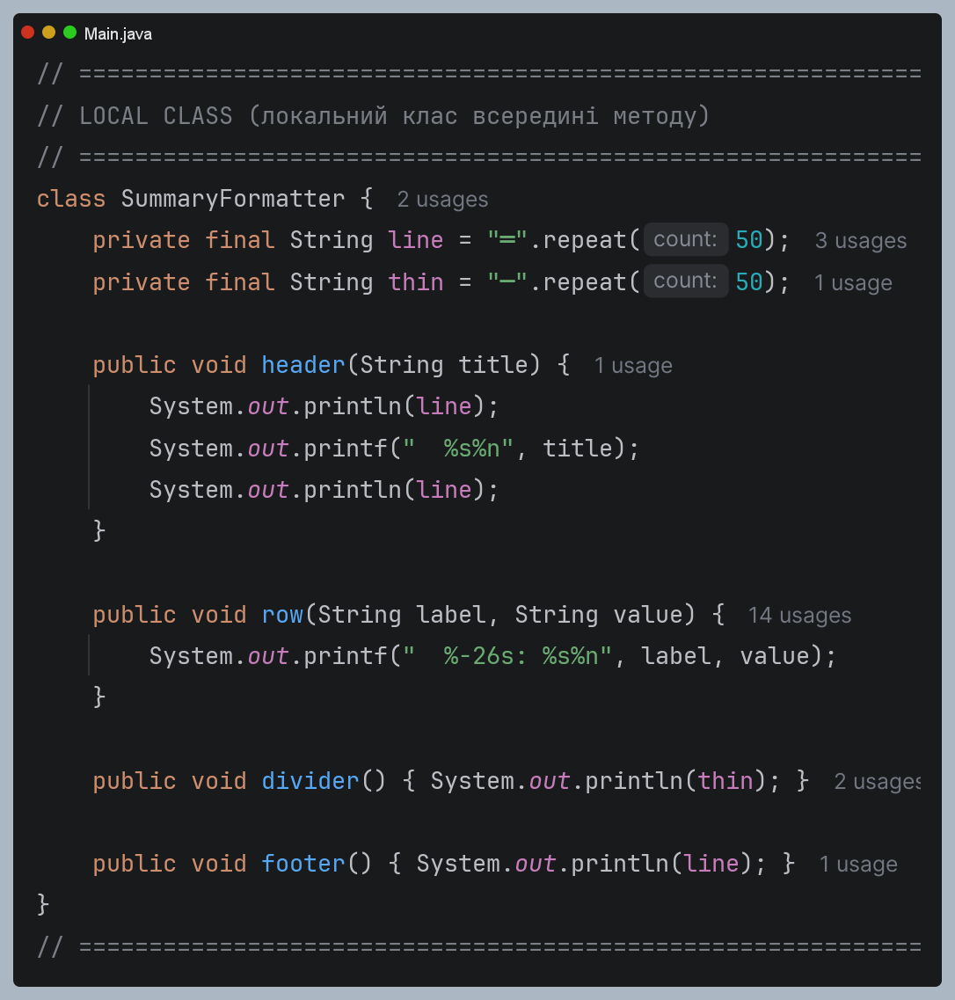 Main.java
// ============================================================
// LOCAL CLASS (локальний клас всередині методу)
// ============================================================
class SummaryFormatter {  2 usages
    private final String line = "═".repeat( count: 50);  3 usages
    private final String thin = "─".repeat( count: 50);  1 usage

    public void header(String title) {  1 usage
        System.out.println(line);
        System.out.printf("  %s%n", title);
        System.out.println(line);
    }

    public void row(String label, String value) {  14 usages
        System.out.printf("  %-26s: %s%n", label, value);
    }

    public void divider() { System.out.println(thin); }  2 usages

    public void footer() { System.out.println(line); }  1 usage
}
// ============================================================